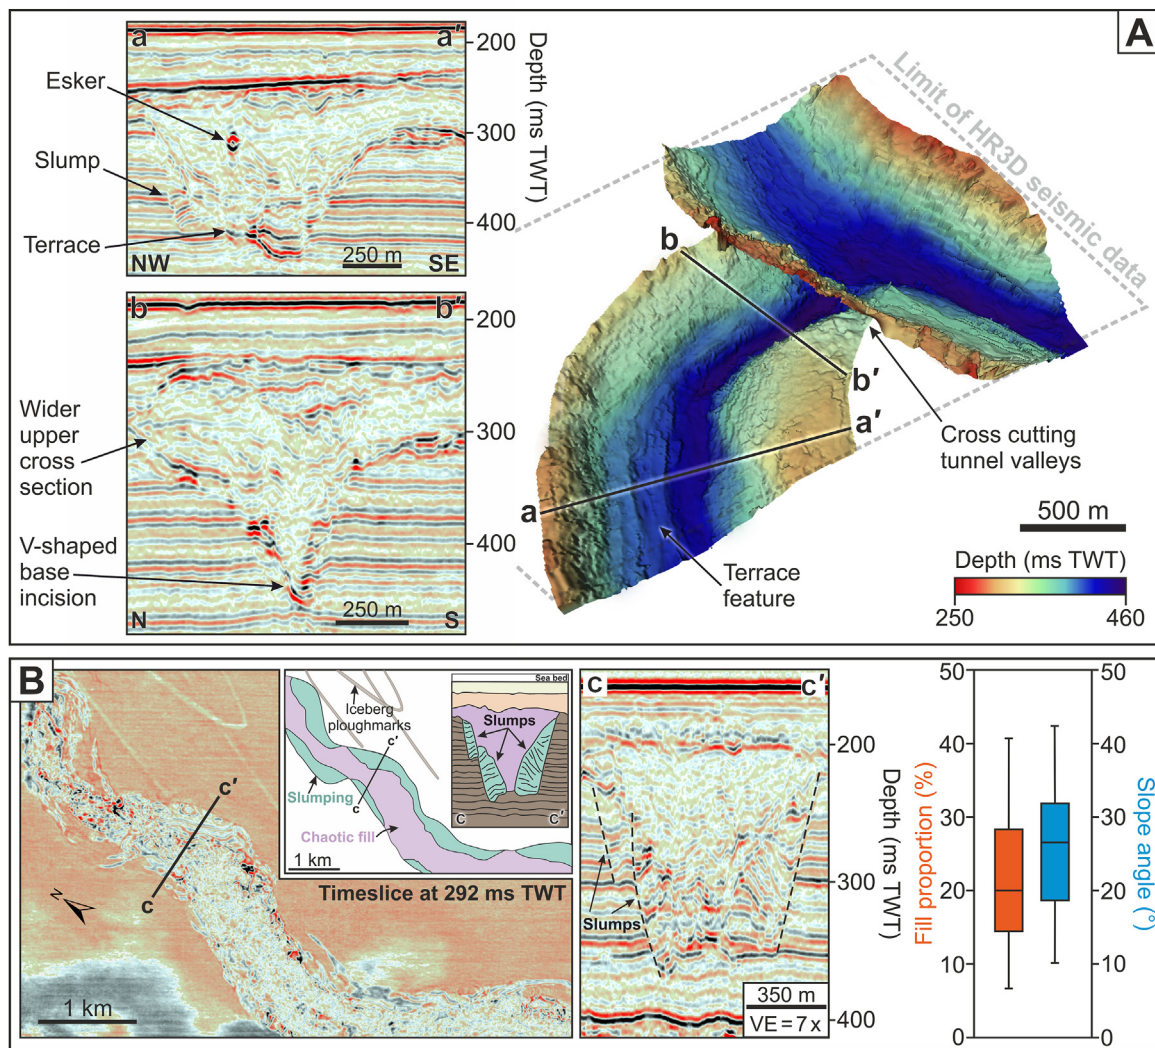 A
a
a′
200
300
400
Depth (ms TWT)
Esker
Slump
Terrace
NW
250 m
SE
b
b′
200
300
400
Wider
upper
cross
section
V-shaped
base
incision
N
250 m
S
Limit of HR3D seismic data
b
b′
a′
a
Cross cutting
tunnel valleys
Terrace
feature
500 m
Depth (ms TWT)
250
460
B
c′
c
N
1 km
Iceberg
ploughmarks
c′
c
Slumping
Chaotic fill
1 km
Sea bed
Slumps
C
C′
Timeslice at 292 ms TWT
c
c′
200
300
400
Depth (ms TWT)
Slumps
350 m
VE = 7 x
Fill proportion (%)
50
40
30
20
10
0
50
40
30
20
10
0
Slope angle (°)